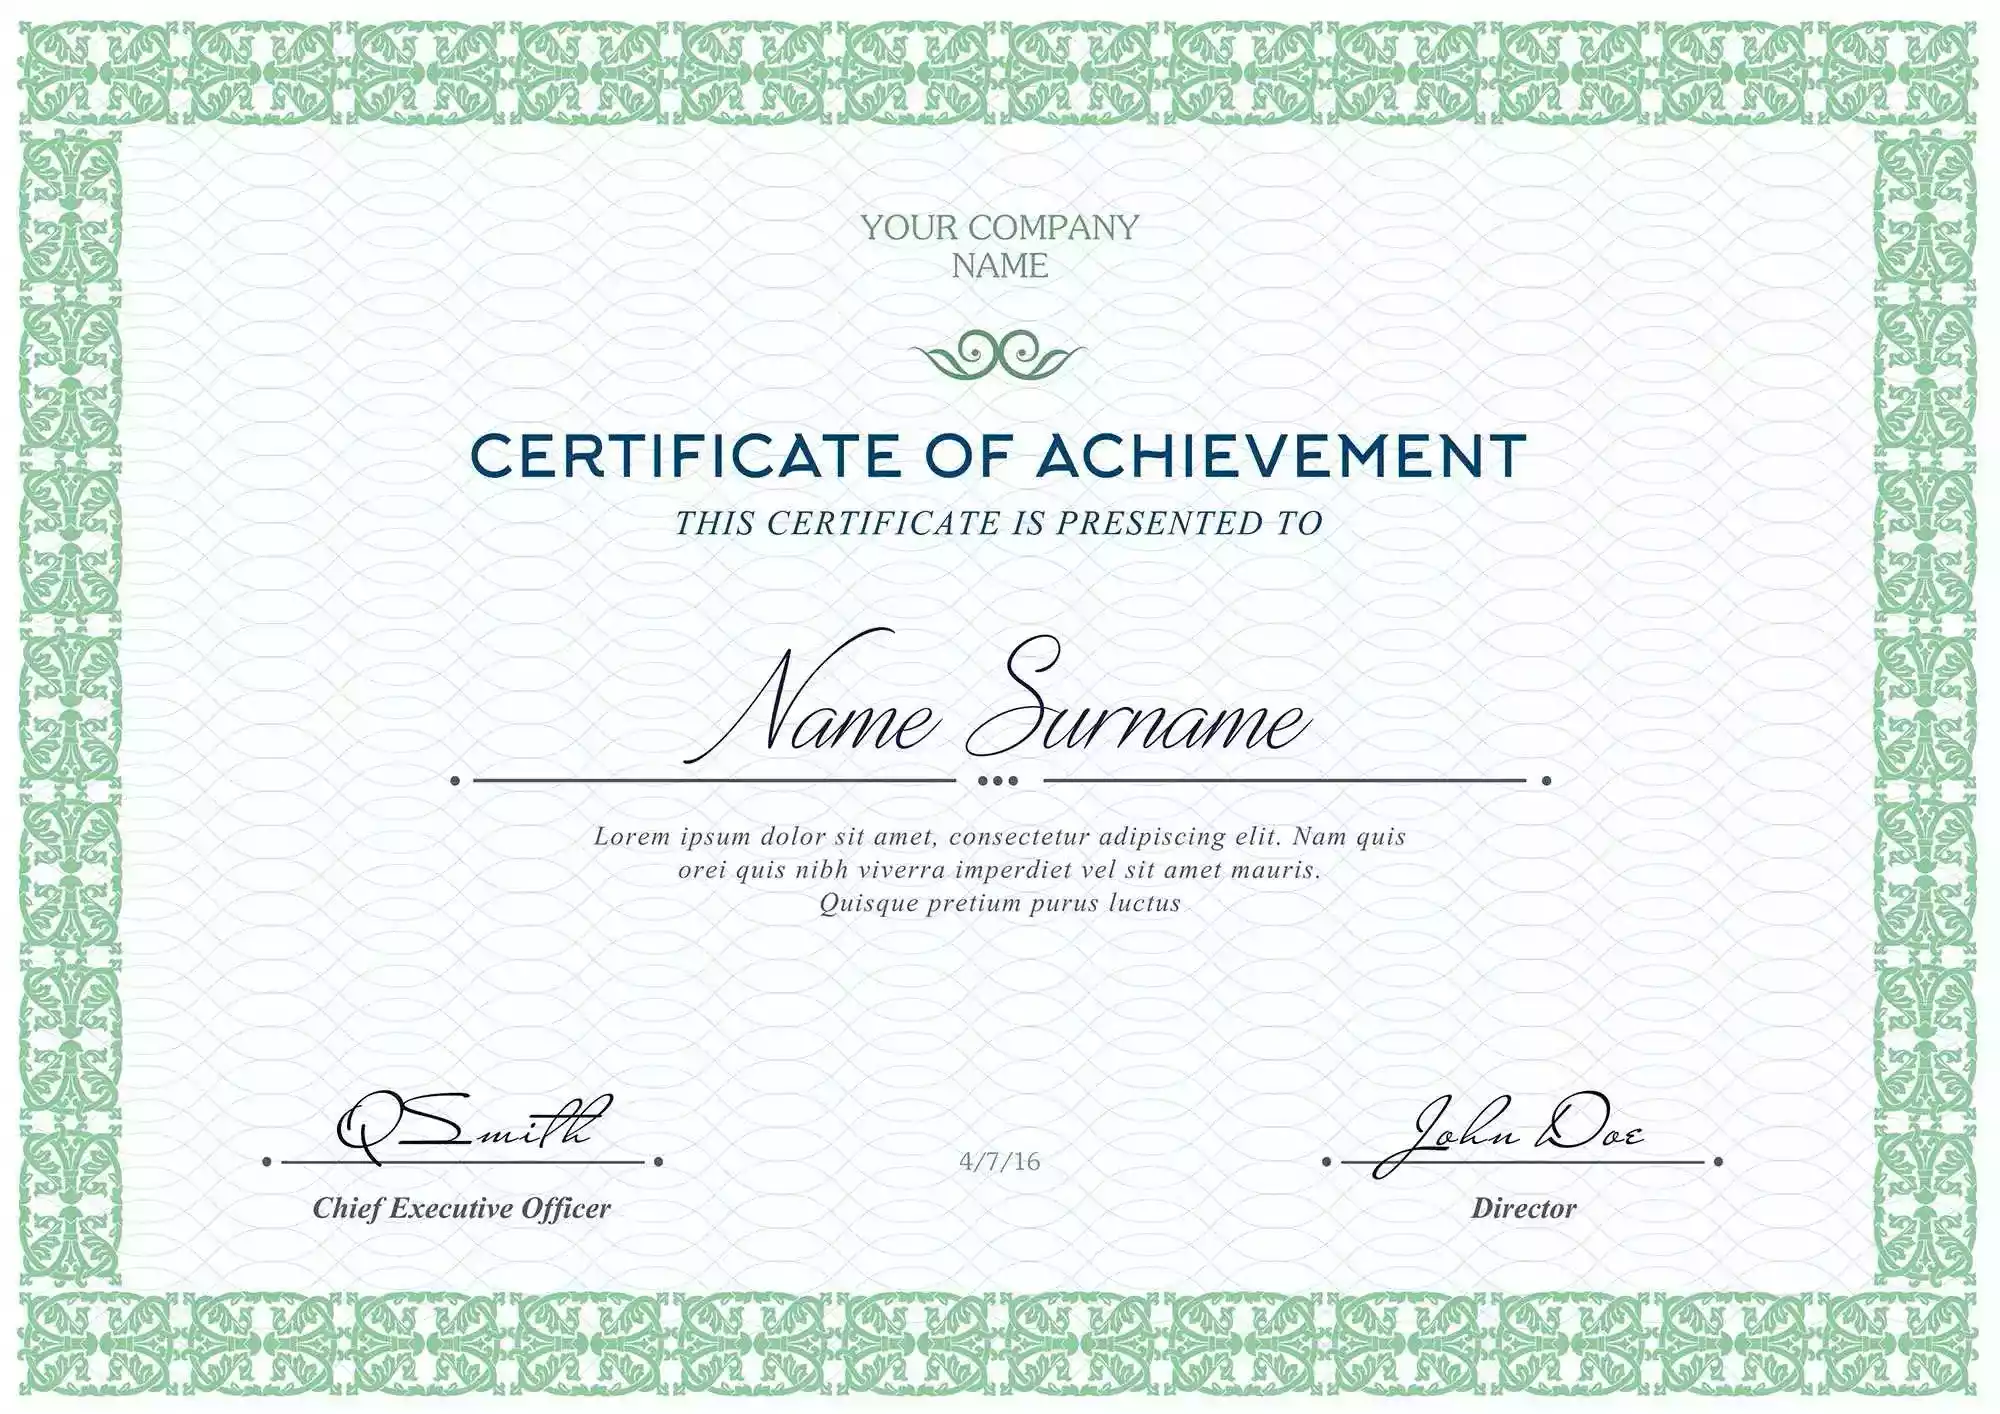 YOUR COMPANY
NAME
CERTIFICATE OF ACHIEVEMENT
THIS CERTIFICATE IS PRESENTED TO
Name Surname
Lorem ipsum dolor sit amet, consectetur adipiscing elit. Nam quis
orei quis nibh viverra imperdiet vel sit amet mauris.
Quisque pretium purus luctus
QSmith
Chief Executive Officer
4/7/16
John Doe
Director